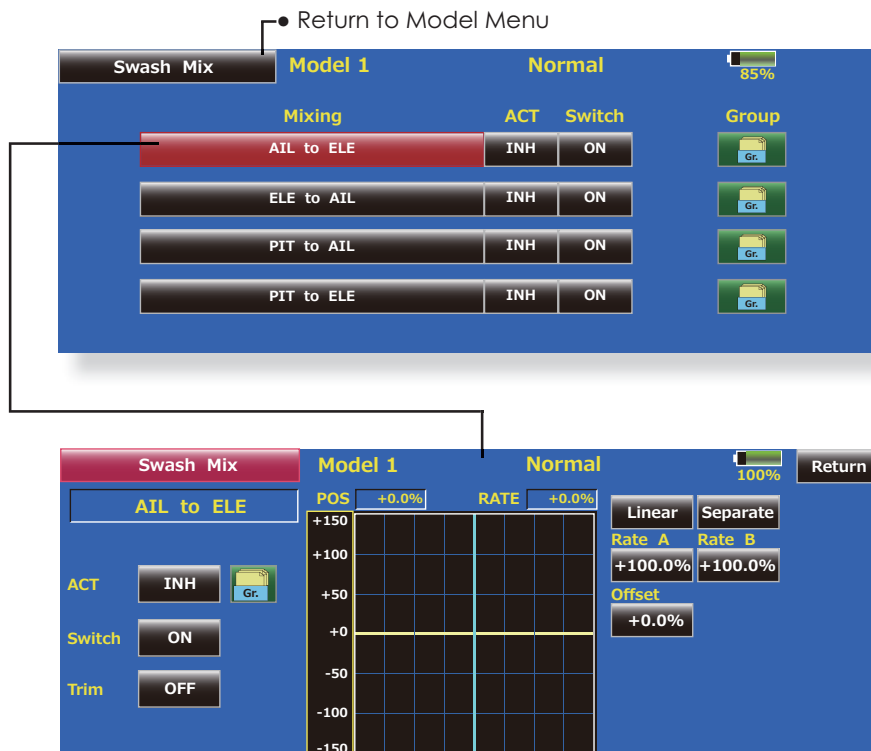 Return to Model Menu
Swash Mix Model 1 Normal 85%
Mixing ACT Switch Group
AIL to ELE INH ON Gr.
ELE to AIL INH ON Gr.
PIT to AIL INH ON Gr.
PIT to ELE INH ON Gr.
Swash Mix Model 1 Normal 100% Return
AIL to ELE
POS +0.0% RATE +0.0%
Linear Separate
Rate A Rate B
+100.0% +100.0%
Offset
+0.0%
ACT INH Gr.
Switch ON
Trim OFF
+150
+100
+50
+0
-50
-100
-150